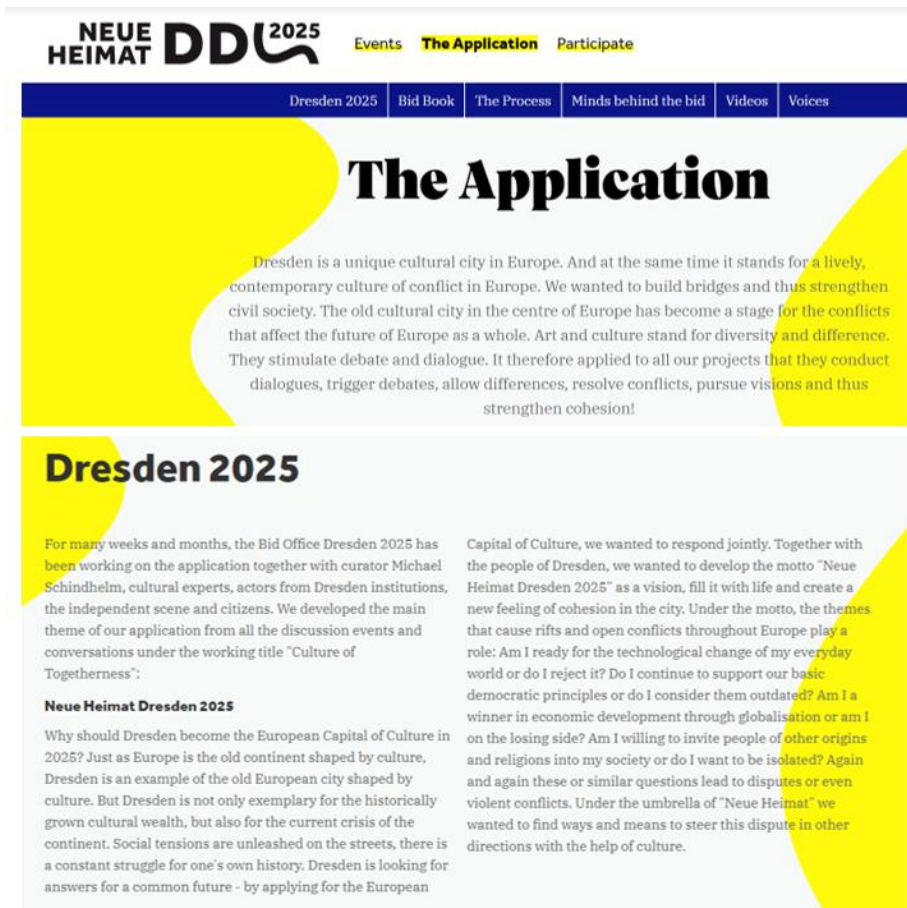 NEUE
HEIMAT
DD
2025
Events
The Application
Participate
Dresden 2025
Bid Book
The Process
Minds behind the bid
Videos
Voices
The Application
Dresden is a unique cultural city in Europe. And at the same time it stands for a lively,
contemporary culture of conflict in Europe. We wanted to build bridges and thus strengthen
civil society. The old cultural city in the centre of Europe has become a stage for the conflicts
that affect the future of Europe as a whole. Art and culture stand for diversity and difference.
They stimulate debate and dialogue. It therefore applied to all our projects that they conduct
dialogues, trigger debates, allow differences, resolve conflicts, pursue visions and thus
strengthen cohesion!
Dresden 2025
For many weeks and months, the Bid Office Dresden 2025 has
been working on the application together with curator Michael
Schindhelm, cultural experts, actors from Dresden institutions,
the independent scene and citizens. We developed the main
theme of our application from all the discussion events and
conversations under the working title "Culture of
Togetherness":
Neue Heimat Dresden 2025
Why should Dresden become the European Capital of Culture in
2025? Just as Europe is the old continent shaped by culture,
Dresden is an example of the old European city shaped by
culture. But Dresden is not only exemplary for the historically
grown cultural wealth, but also for the current crisis of the
continent. Social tensions are unleashed on the streets, there is
a constant struggle for one's own history. Dresden is looking for
answers for a common future - by applying for the European
Capital of Culture, we wanted to respond jointly. Together with
the people of Dresden, we wanted to develop the motto "Neue
Heimat Dresden 2025" as a vision, fill it with life and create a
new feeling of cohesion in the city. Under the motto, the themes
that cause rifts and open conflicts throughout Europe play a
role: Am I ready for the technological change of my everyday
world or do I reject it? Do I continue to support our basic
democratic principles or do I consider them outdated? Am I a
winner in economic development through globalisation or am I
on the losing side? Am I willing to invite people of other origins
and religions into my society or do I want to be isolated? Again
and again these or similar questions lead to disputes or even
violent conflicts. Under the umbrella of "Neue Heimat" we
wanted to find ways and means to steer this dispute in other
directions with the help of culture.